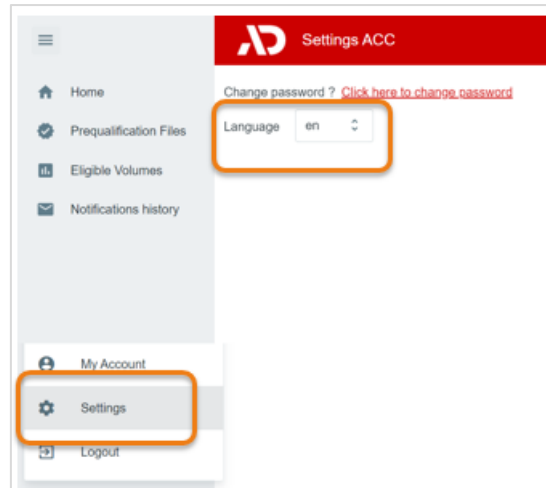 Settings ACC
Home
Prequalification Files
Eligible Volumes
Notifications history
My Account
Settings
Logout
Change password ? Click here to change password
Language en